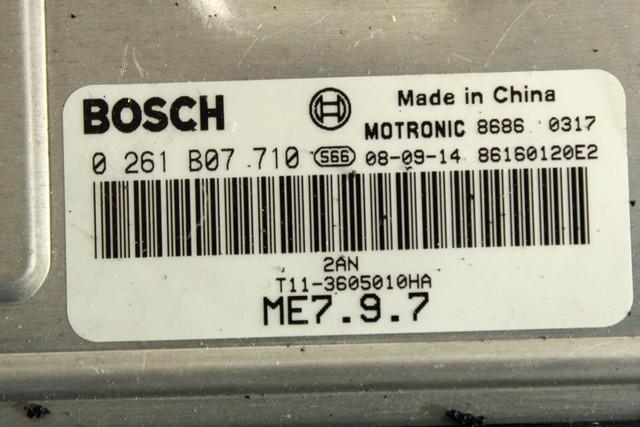 BOSCH
Made in China
MOTRONIC 8686 0317
0 261 B07 710 S66 08-09-14 86160120E2
2AN
T11-3605010HA
ME7.9.7